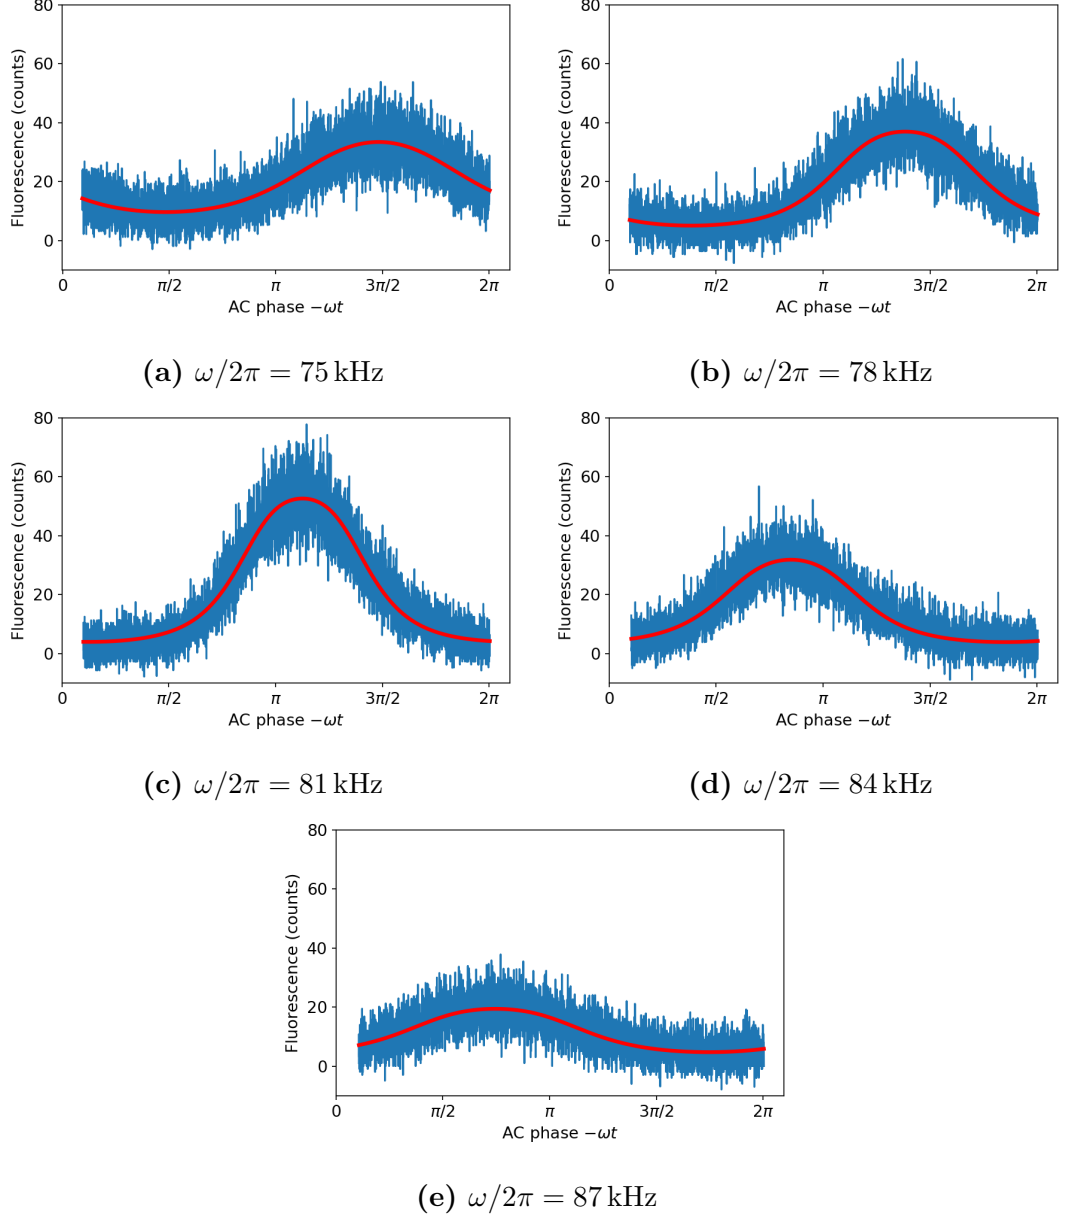 80
60
40
20
0
Fluorescence (counts)
0 π/2 π 3π/2 2π
AC phase −ωt
(a) ω/2π = 75 kHz
80
60
40
20
0
Fluorescence (counts)
0 π/2 π 3π/2 2π
AC phase −ωt
(b) ω/2π = 78 kHz
80
60
40
20
0
Fluorescence (counts)
0 π/2 π 3π/2 2π
AC phase −ωt
(c) ω/2π = 81 kHz
80
60
40
20
0
Fluorescence (counts)
0 π/2 π 3π/2 2π
AC phase −ωt
(d) ω/2π = 84 kHz
80
60
40
20
0
Fluorescence (counts)
0 π/2 π 3π/2 2π
AC phase −ωt
(e) ω/2π = 87 kHz